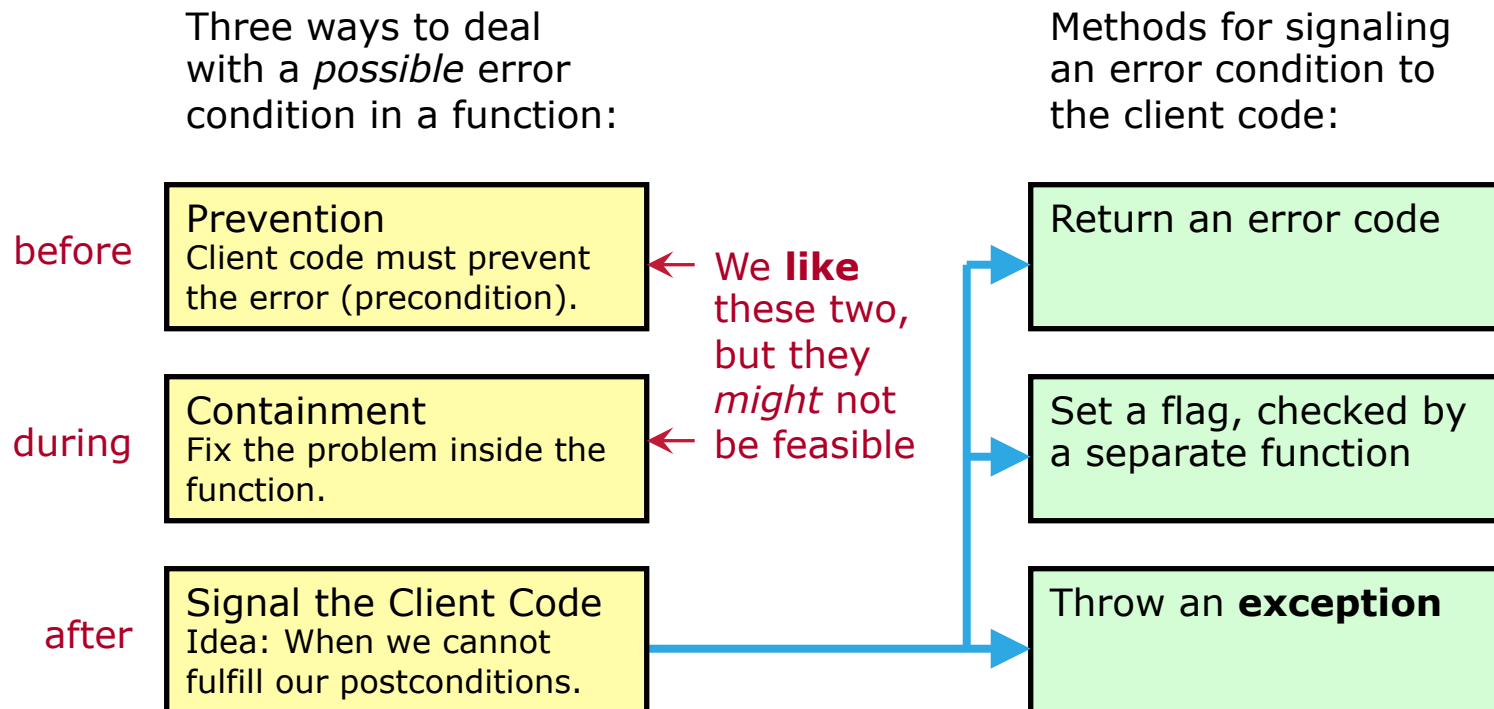 Three ways to deal
with a possible error
condition in a function:
Methods for signaling
an error condition to
the client code:
before
Prevention
Client code must prevent
the error (precondition).
We like
these two,
but they
might not
be feasible
Return an error code
during
Containment
Fix the problem inside the
function.
Set a flag, checked by
a separate function
after
Signal the Client Code
Idea: When we cannot
fulfill our postconditions.
Throw an exception